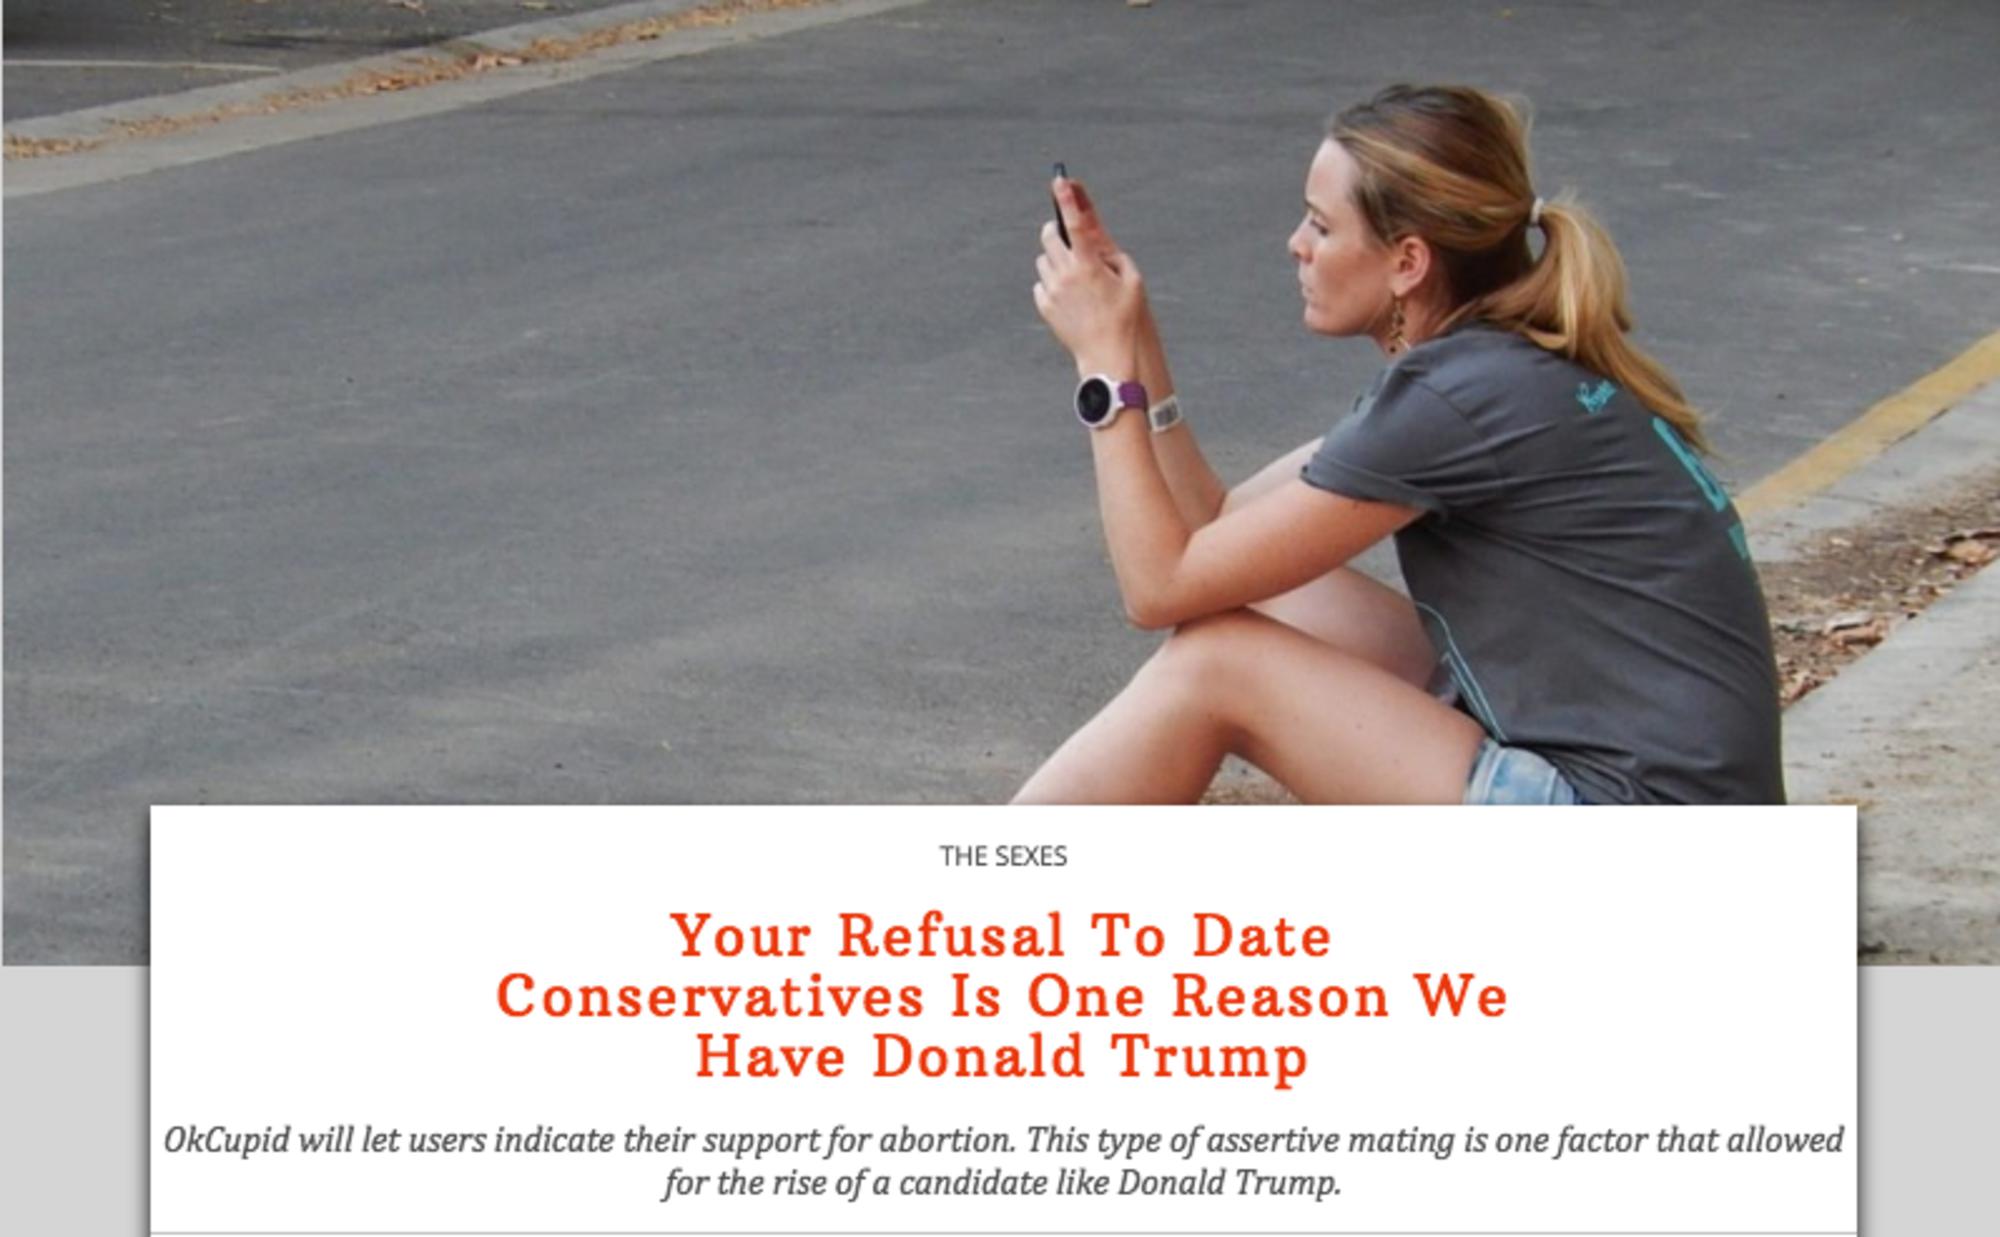 THE SEXES
Your Refusal To Date
Conservatives Is One Reason We
Have Donald Trump
OkCupid will let users indicate their support for abortion. This type of assertive mating is one factor that allowed
for the rise of a candidate like Donald Trump.